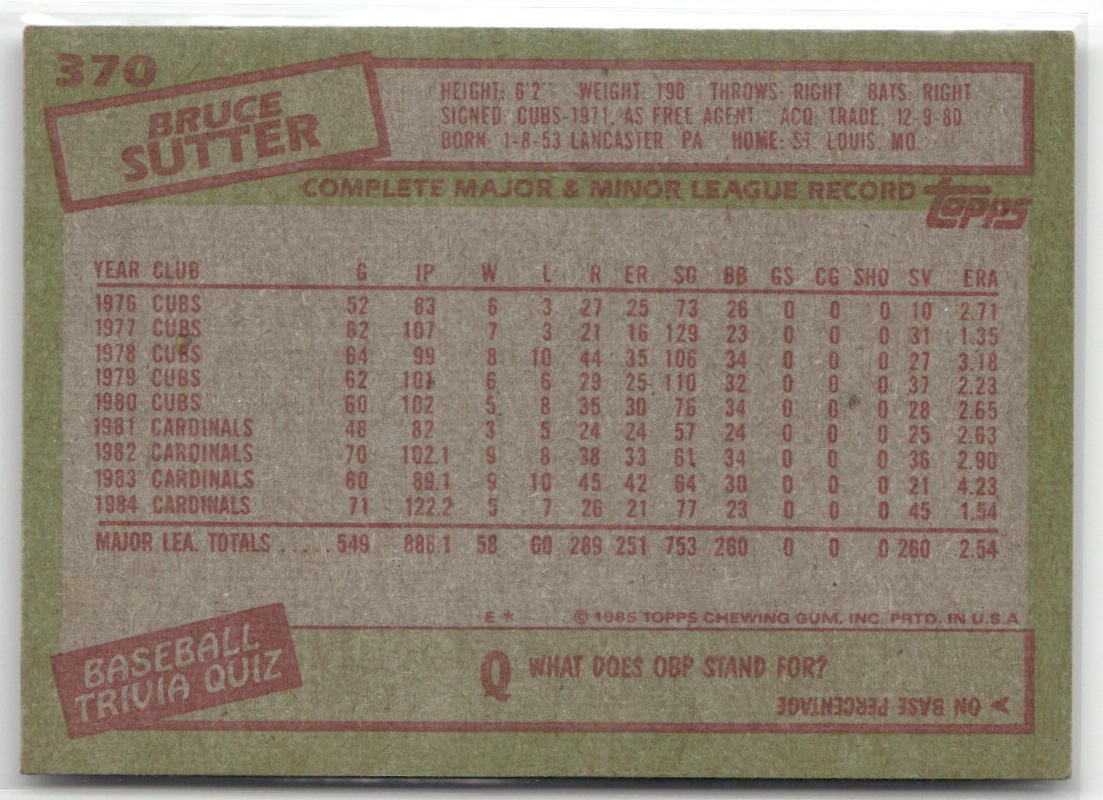 370
BRUCE
SUTTER
HEIGHT: 6'2" WEIGHT: 190 THROWS: RIGHT BATS: RIGHT
SIGNED: CUBS-1971, AS FREE AGENT. ACQ: TRADE, 12-9-80
BORN: 1-8-53 LANCASTER PA HOME: ST. LOUIS, MO.
COMPLETE MAJOR & MINOR LEAGUE RECORD
topps
YEAR CLUB G IP W L R ER SO BB GS CG SHO SV ERA
1976 CUBS 52 83 6 3 27 25 73 26 0 0 0 10 2.71
1977 CUBS 62 107 7 3 21 16 129 23 0 0 0 31 1.35
1978 CUBS 64 99 8 10 44 35 106 34 0 0 0 27 3.18
1979 CUBS 62 101 6 6 29 25 110 32 0 0 0 37 2.23
1980 CUBS 60 102 5 8 35 30 76 34 0 0 0 28 2.65
1981 CARDINALS 48 82 3 5 24 24 57 24 0 0 0 25 2.63
1982 CARDINALS 70 102.1 9 8 38 33 61 34 0 0 0 36 2.90
1983 CARDINALS 60 89.1 9 10 45 42 64 30 0 0 0 21 4.23
1984 CARDINALS 71 122.2 5 7 26 21 77 23 0 0 0 45 1.54
MAJOR LEA. TOTALS ..... 549 888.1 58 60 289 251 753 260 0 0 0 260 2.54
E * © 1985 TOPPS CHEWING GUM, INC. PRTD. IN U.S.A
BASEBALL
TRIVIA QUIZ
Q WHAT DOES OBP STAND FOR?
A ON BASE PERCENTAGE